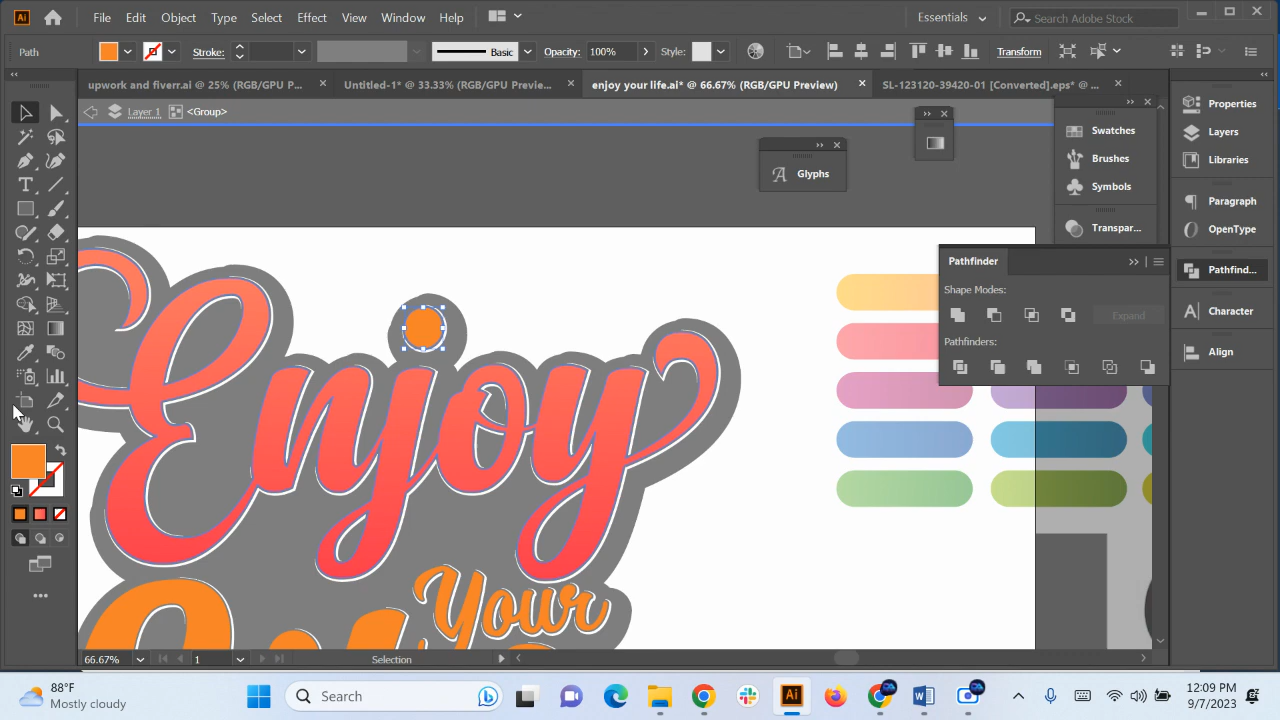 Ai File Edit Object Type Select Effect View Window Help Essentials Search Adobe Stock
Path Stroke: Basic Opacity: 100% Style: Transform
upwork and fiverr.ai @ 25% (RGB/GPU P... Untitled-1* @ 33.33% (RGB/GPU Previe... enjoy your life.ai* @ 66.67% (RGB/GPU Preview) SL-123120-39420-01 [Converted].eps* @ ...
Layer 1 <Group>
Glyphs
Swatches
Brushes
Symbols
Transpar...
Properties
Layers
Libraries
Paragraph
OpenType
Pathfind...
Character
Align
Pathfinder
Shape Modes:
Expand
Pathfinders:
Enjoy
Your
66.67% 1 Selection
88°F
Mostly cloudy
Search
Ai
12:09 PM
9/7/2023